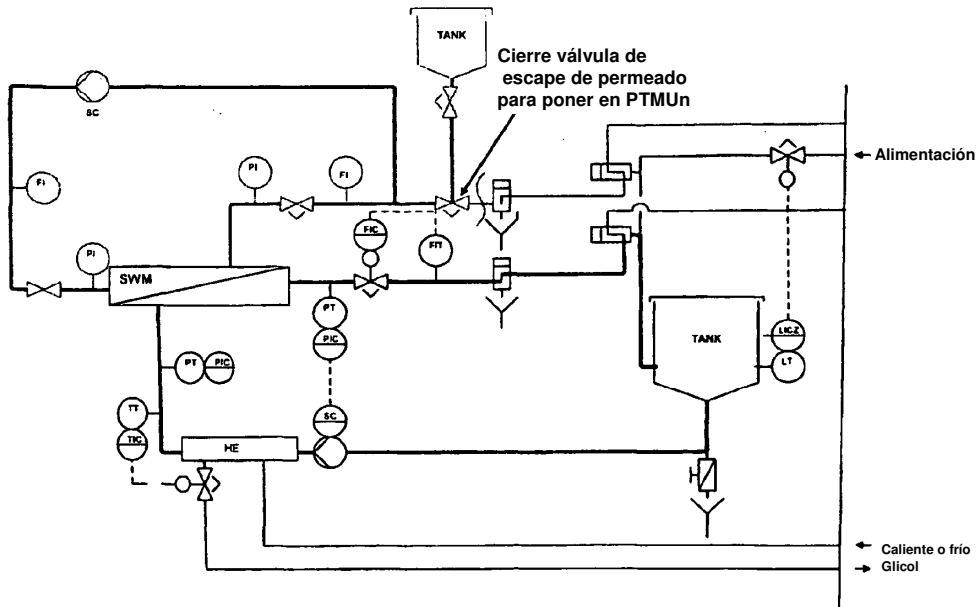 TANK
Cierre válvula de
escape de permeado
para poner en PTMUn
SC
Alimentación
PI
FI
FI
FIC
FIT
PI
SWM
PT
PIC
TANK
LICZ
LT
PT
PIC
TT
TIC
SC
HE
Caliente o frío
Glicol